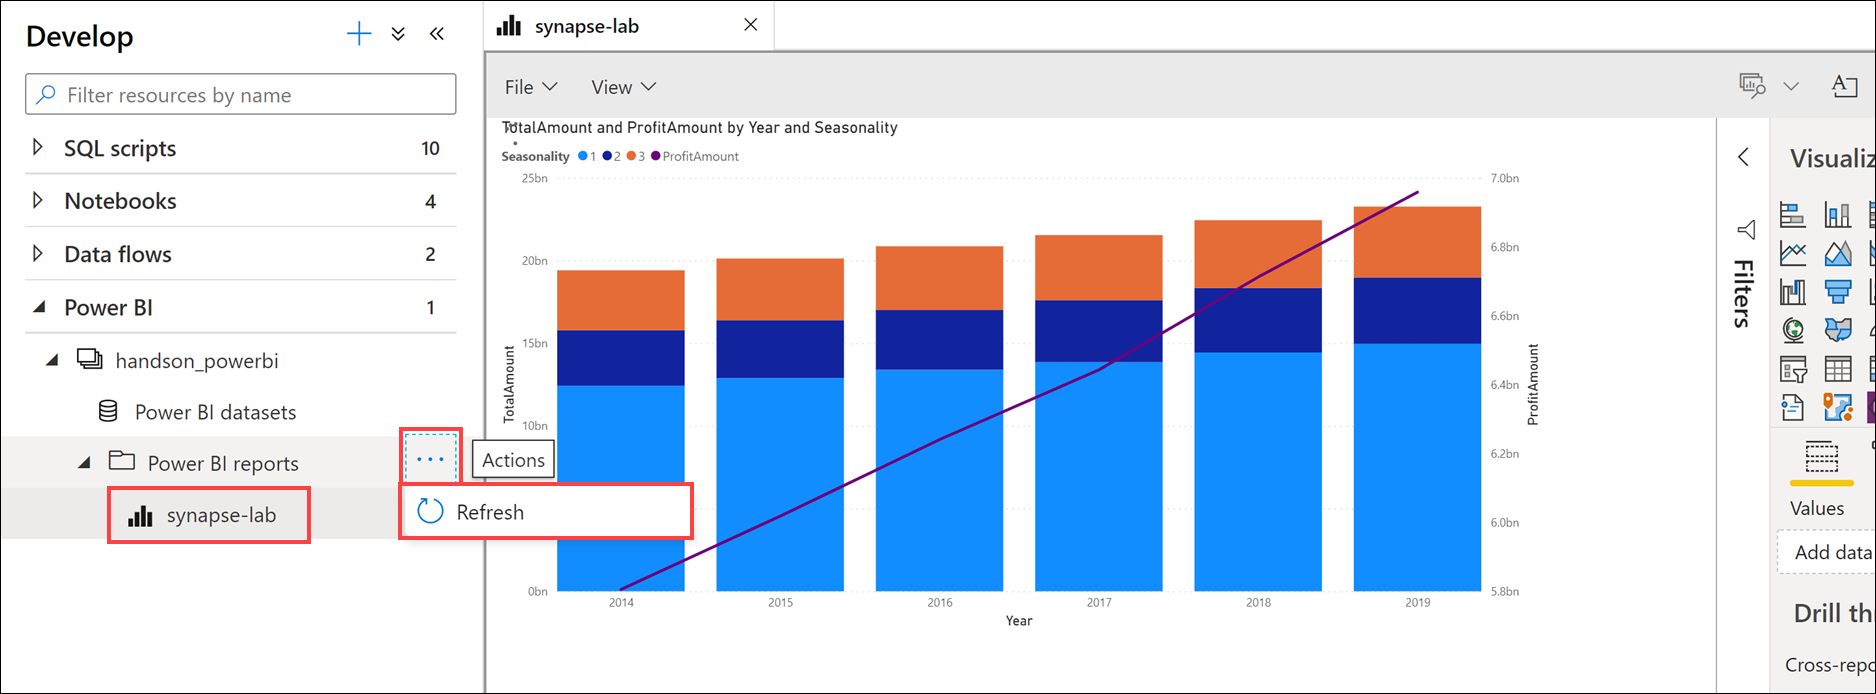 Develop
Filter resources by name
SQL scripts 10
Notebooks 4
Data flows 2
Power BI 1
handson_powerbi
Power BI datasets
Power BI reports
...
Actions
synapse-lab
Refresh
synapse-lab
File View
TotalAmount and ProfitAmount by Year and Seasonality
Seasonality 1 2 3 ProfitAmount
25bn
20bn
15bn
10bn
0bn
TotalAmount
7.0bn
6.8bn
6.6bn
6.4bn
6.2bn
6.0bn
5.8bn
ProfitAmount
2014 2015 2016 2017 2018 2019
Year
Filters
Visualiz
Values
Add data
Drill th
Cross-repo